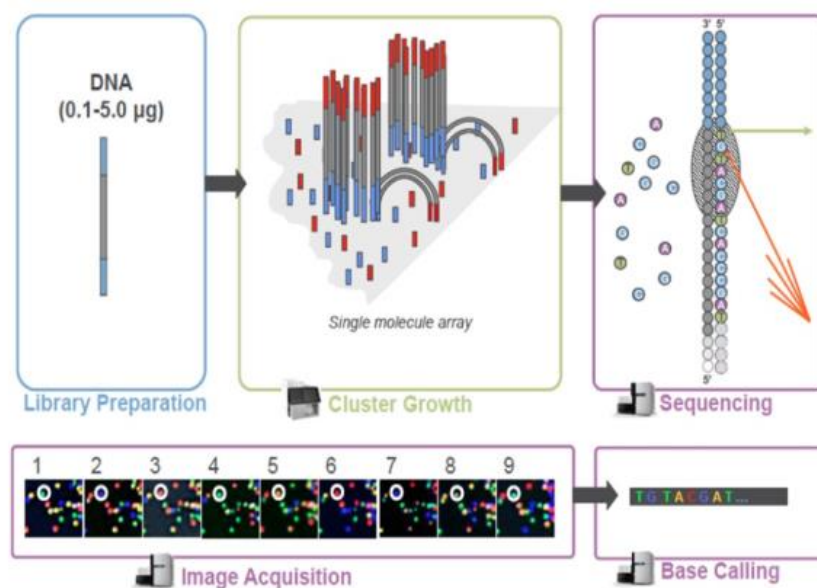 DNA
(0.1-5.0 µg)
Library Preparation
Single molecule array
Cluster Growth
3' 5'
5'
Sequencing
1 2 3 4 5 6 7 8 9
Image Acquisition
TGTACGAT...
Base Calling